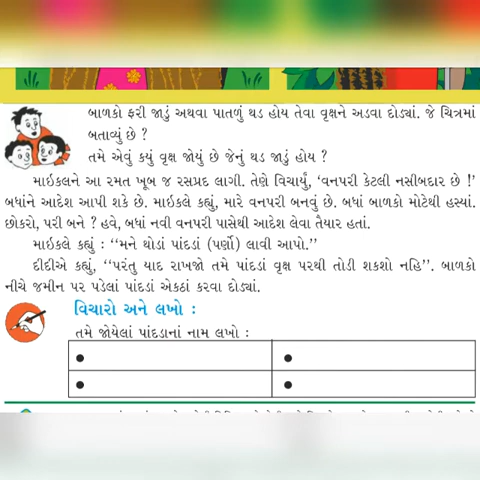 બાળકો ફરી જાડું અથવા પાતળું થડ હોય તેવા વૃક્ષને અડવા દોડ્યાં. જે ચિત્રમાં
બતાવ્યું છે ?
તમે એવું કયું વૃક્ષ જોયું છે જેનું થડ જાડું હોય ?
માઇકલને આ રમત ખૂબ જ રસપ્રદ લાગી. તેણે વિચાર્યું, ‘વનપરી કેટલી નસીબદાર છે !’
બધાંને આદેશ આપી શકે છે. માઇકલે કહ્યું, મારે વનપરી બનવું છે. બધાં બાળકો મોટેથી હસ્યાં.
છોકરો, પરી બને ? હવે, બધાં નવી વનપરી પાસેથી આદેશ લેવા તૈયાર હતાં.
માઇકલે કહ્યું : ‘‘મને થોડાં પાંદડાં (પર્ણો) લાવી આપો.’’
દીદીએ કહ્યું, ‘‘પરંતુ યાદ રાખજો તમે પાંદડાં વૃક્ષ પરથી તોડી શકશો નહિ’’. બાળકો
નીચે જમીન પર પડેલાં પાંદડાં એકઠાં કરવા દોડ્યાં.
વિચારો અને લખો :
તમે જોયેલાં પાંદડાનાં નામ લખો :